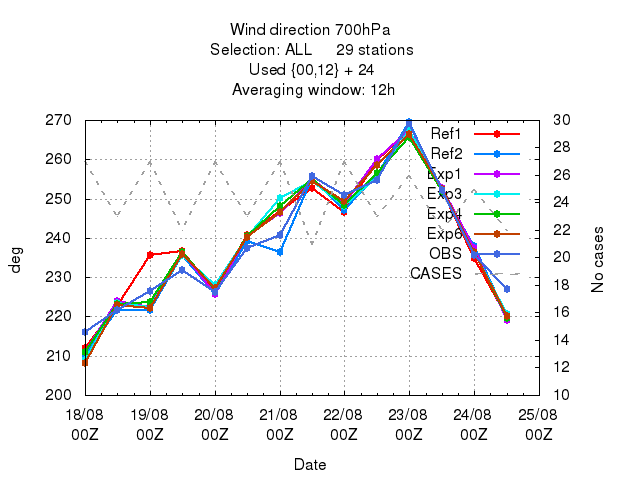 Wind direction 700hPa
Selection: ALL 29 stations
Used {00,12} + 24
Averaging window: 12h
270
260
250
240
230
220
210
200
deg
30
28
26
24
22
20
18
16
14
12
10
No cases
Ref1
Ref2
Exp1
Exp3
Exp4
Exp6
OBS
CASES
18/08 19/08 20/08 21/08 22/08 23/08 24/08 25/08
00Z 00Z 00Z 00Z 00Z 00Z 00Z 00Z
Date